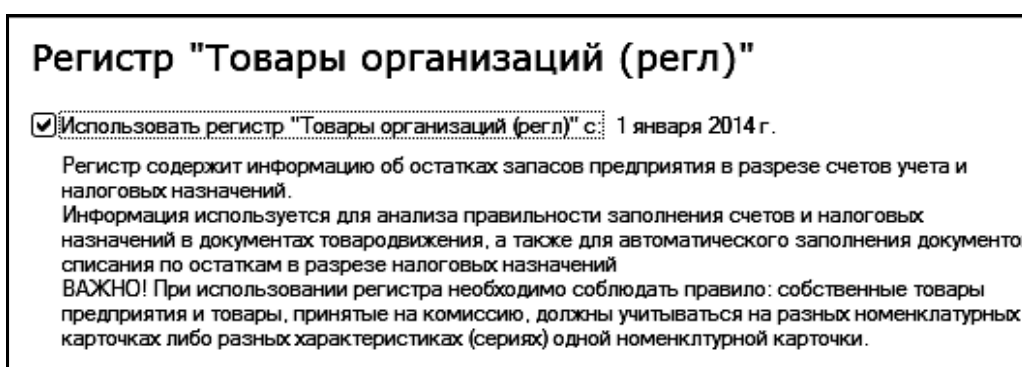 Регистр "Товары организаций (регл)"
Использовать регистр "Товары организаций (регл)" с: 1 января 2014 г.
Регистр содержит информацию об остатках запасов предприятия в разрезе счетов учета и
налоговых назначений.
Информация используется для анализа правильности заполнения счетов и налоговых
назначений в документах товародвижения, а также для автоматического заполнения документо
списания по остаткам в разрезе налоговых назначений
ВАЖНО! При использовании регистра необходимо соблюдать правило: собственные товары
предприятия и товары, принятые на комиссию, должны учитываться на разных номенклатурных
карточках либо разных характеристиках (сериях) одной номенклтурной карточки.